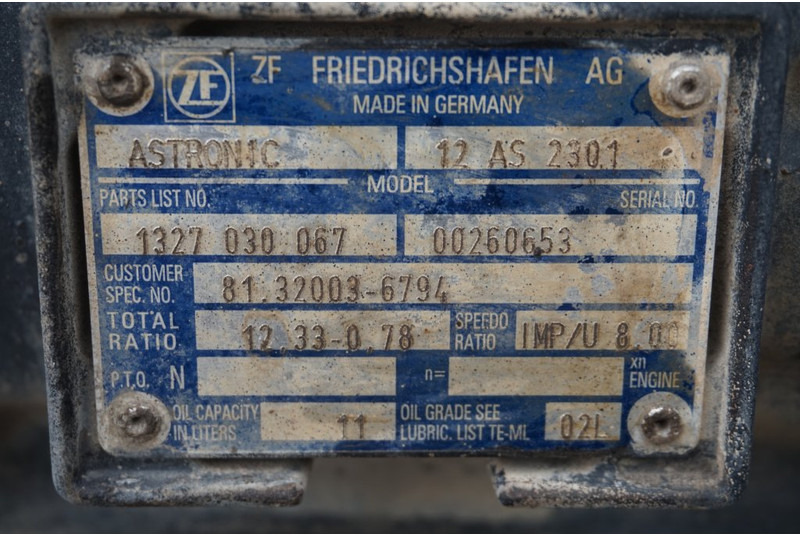 ZF ZF FRIEDRICHSHAFEN AG
MADE IN GERMANY
ASTRONIC 12 AS 2301
MODEL
PARTS LIST NO. SERIAL NO.
1327 030 067 00260653
CUSTOMER
SPEC. NO. 81.32003-6794
TOTAL
RATIO 12.33-0.78 SPEEDO
RATIO IMP/U 8.00
P.T.O. N n= xn
ENGINE
OIL CAPACITY
IN LITERS 11 OIL GRADE SEE
LUBRIC. LIST TE-ML 02L